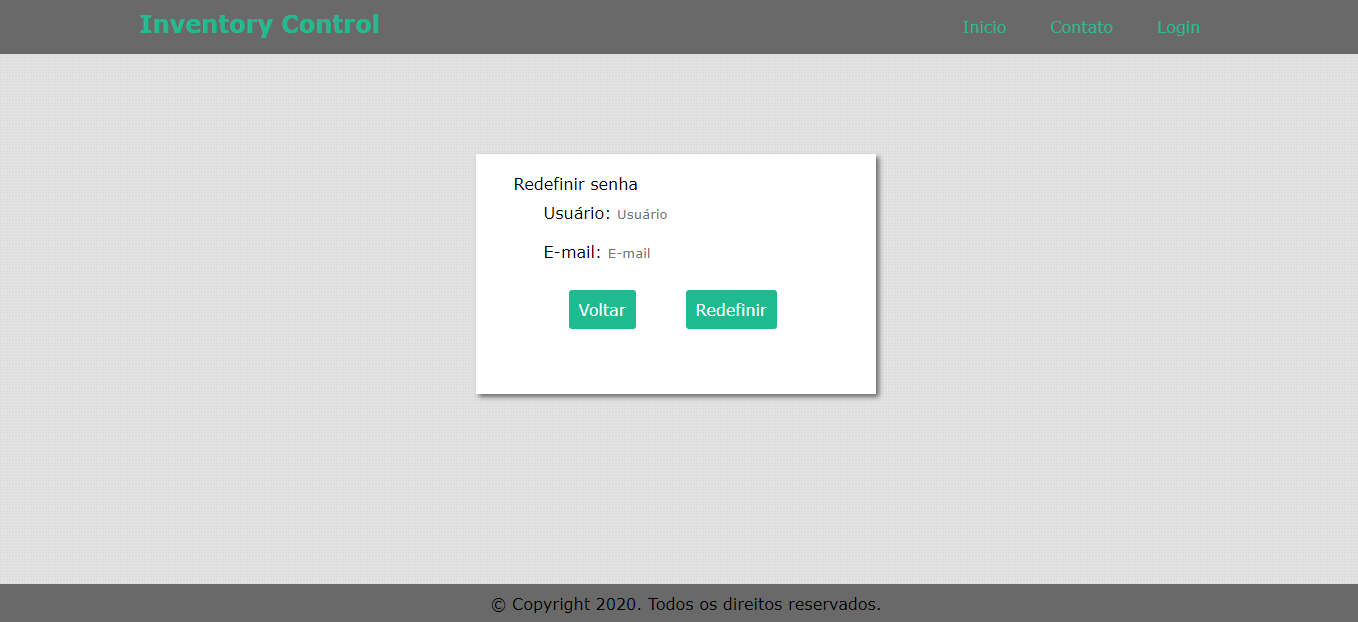 Inventory Control
Inicio Contato Login
Redefinir senha
Usuário: Usuário
E-mail: E-mail
Voltar Redefinir
© Copyright 2020. Todos os direitos reservados.